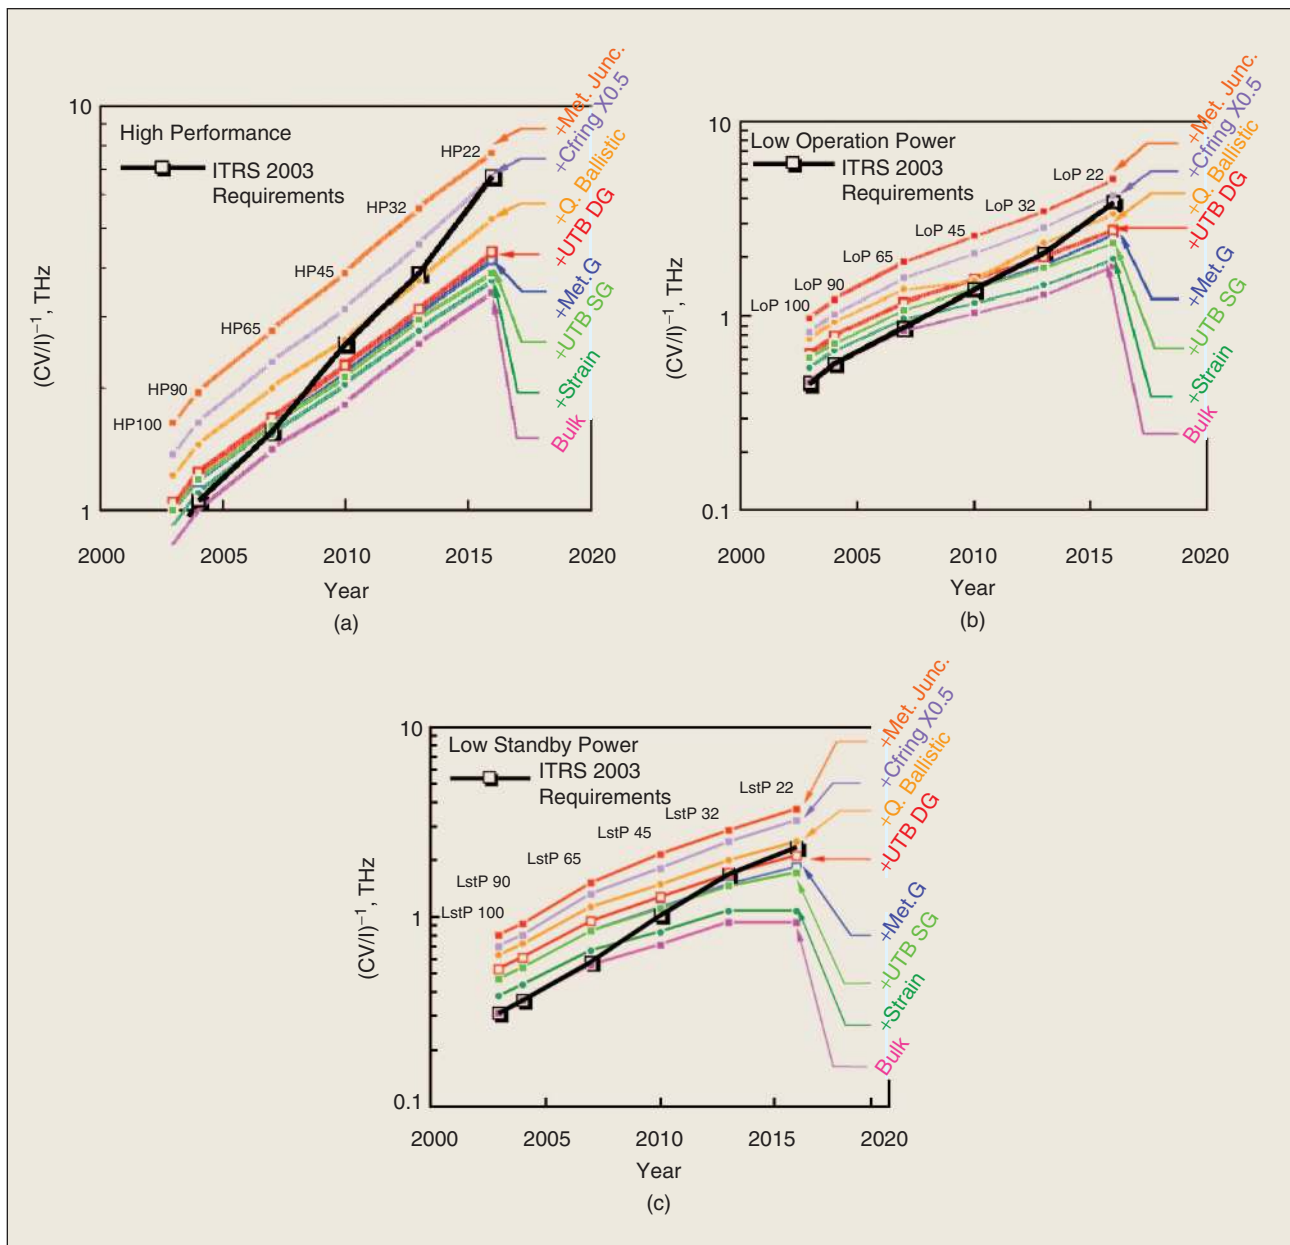 10
High Performance
ITRS 2003
Requirements
HP22
HP32
HP45
HP65
HP90
HP100
+Met. Junc.
+Cfring X0.5
+Q. Ballistic
+UTB DG
+Met.G
+UTB SG
+Strain
Bulk
(CV/I)⁻¹, THz
1
2000 2005 2010 2015 2020
Year
(a)
10
Low Operation Power
ITRS 2003
Requirements
LoP 22
LoP 32
LoP 45
LoP 65
LoP 90
LoP 100
+Met. Junc.
+Cfring X0.5
+Q. Ballistic
+UTB DG
+Met.G
+UTB SG
+Strain
Bulk
(CV/I)⁻¹, THz
1
0.1
2000 2005 2010 2015 2020
Year
(b)
10
Low Standby Power
ITRS 2003
Requirements
LstP 22
LstP 32
LstP 45
LstP 65
LstP 90
LstP 100
+Met. Junc.
+Cfring X0.5
+Q. Ballistic
+UTB DG
+Met.G
+UTB SG
+Strain
Bulk
(CV/I)⁻¹, THz
1
0.1
2000 2005 2010 2015 2020
Year
(c)